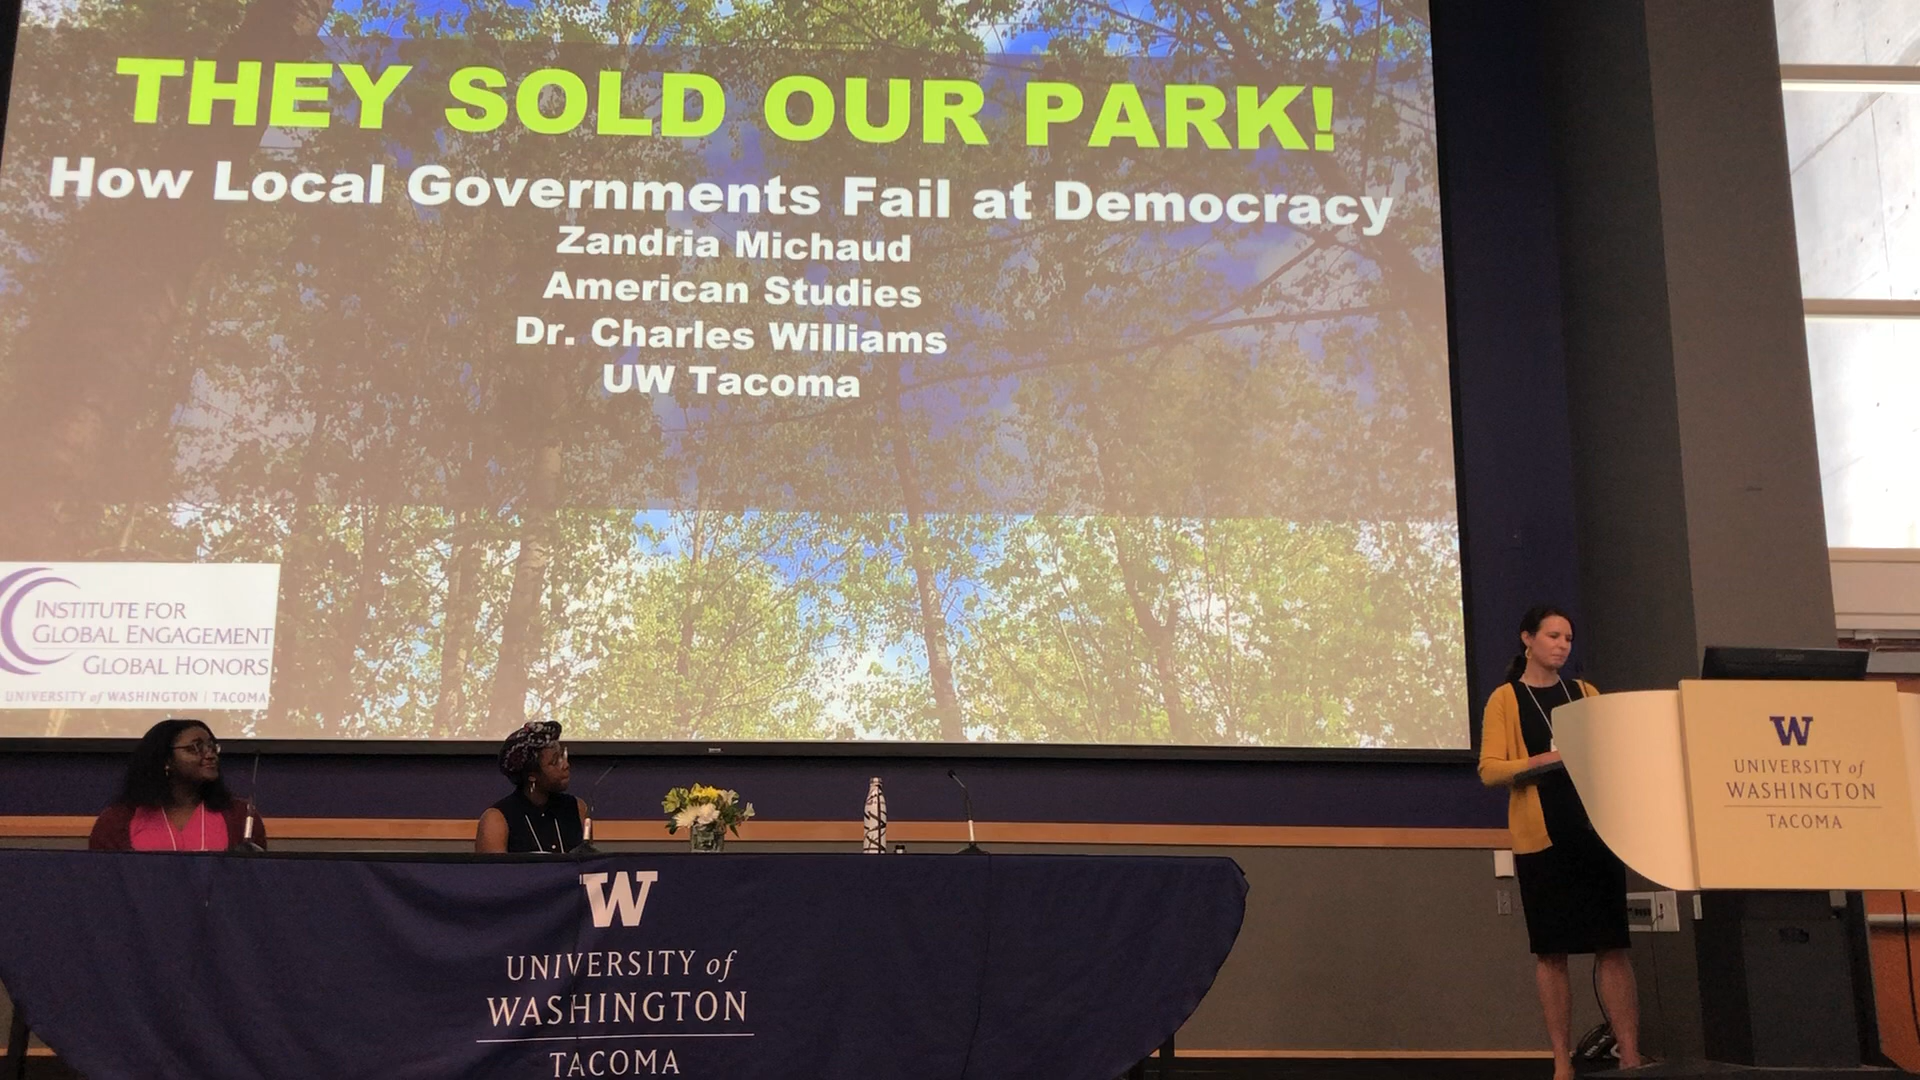 THEY SOLD OUR PARK!
How Local Governments Fail at Democracy
Zandria Michaud
American Studies
Dr. Charles Williams
UW Tacoma
INSTITUTE FOR
GLOBAL ENGAGEMENT
GLOBAL HONORS
UNIVERSITY of WASHINGTON | TACOMA
W
UNIVERSITY of
WASHINGTON
TACOMA
W
UNIVERSITY of
WASHINGTON
TACOMA